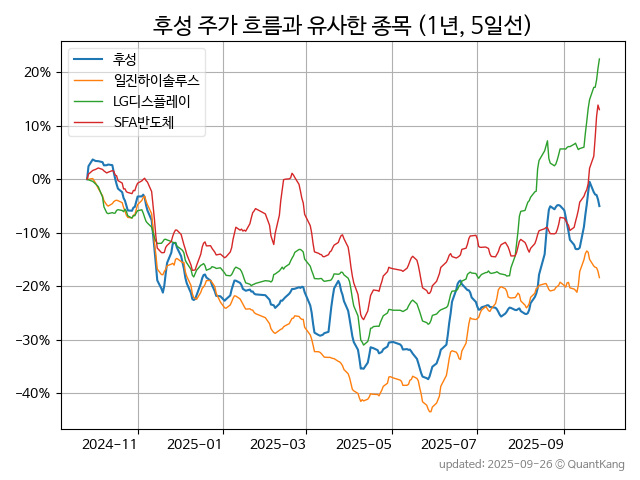 후성 주가 흐름과 유사한 종목 (1년, 5일선)
후성
일진하이솔루스
LG디스플레이
SFA반도체
20%
10%
0%
−10%
−20%
−30%
−40%
2024-11
2025-01
2025-03
2025-05
2025-07
2025-09
updated: 2025-09-26 © QuantKang